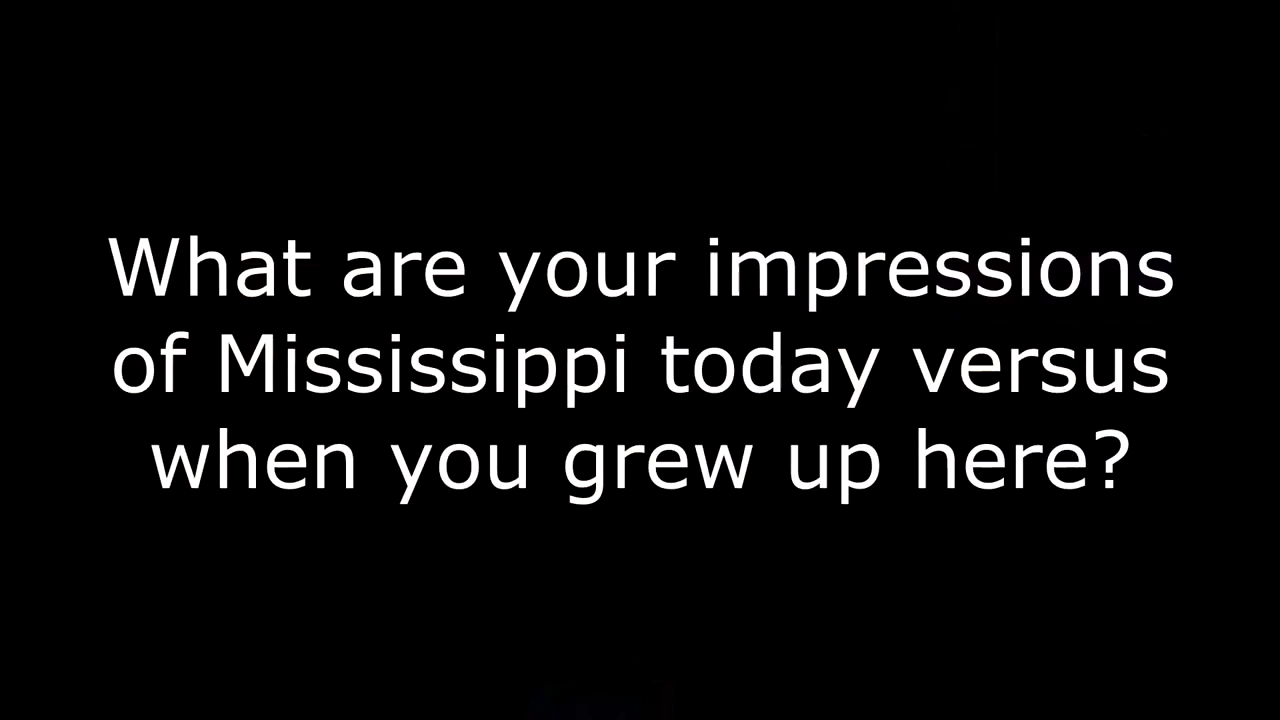 What are your impressions
of Mississippi today versus
when you grew up here?